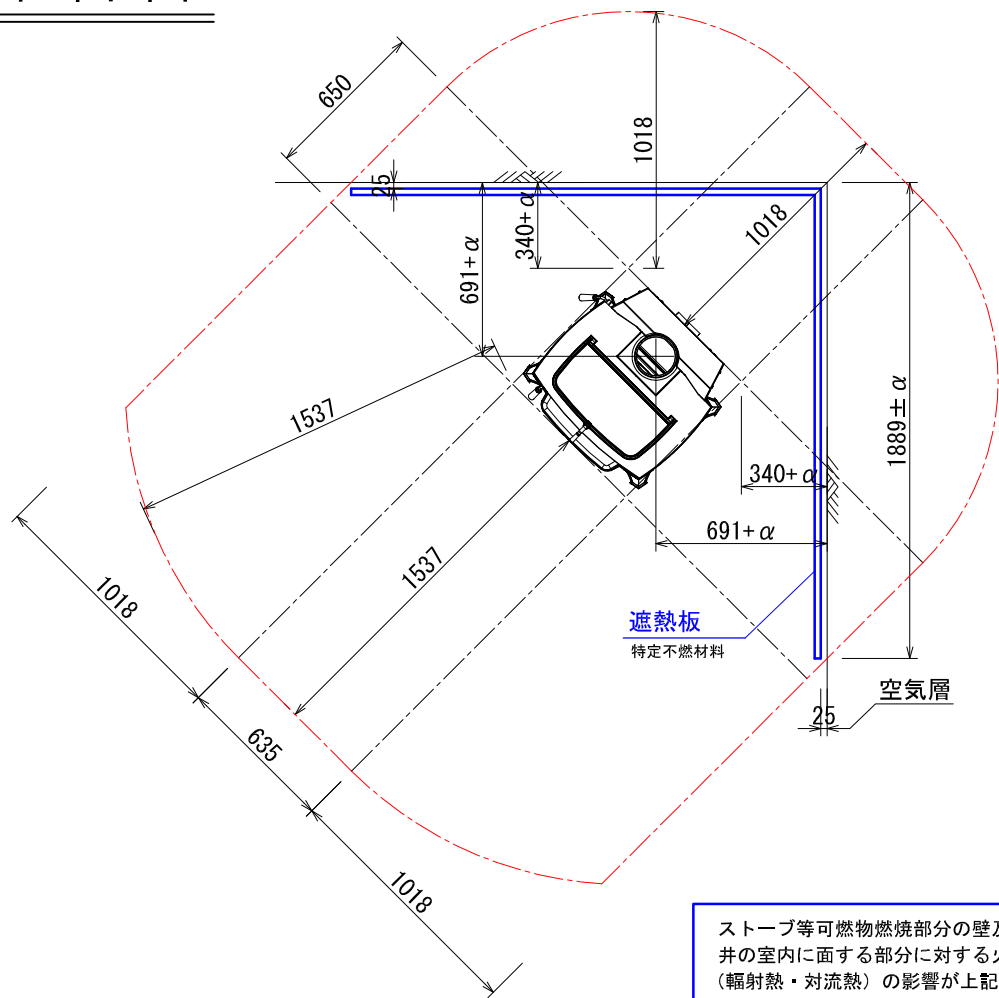 650
1018
25
340+α
691+α
1018
1537
1889±α
340+α
691+α
1537
1018
遮熱板
特定不燃材料
空気層
25
635
1018
ストーブ等可燃物燃焼部分の壁
井の室内に面する部分に対する
(輻射熱・対流熱)の影響が上記